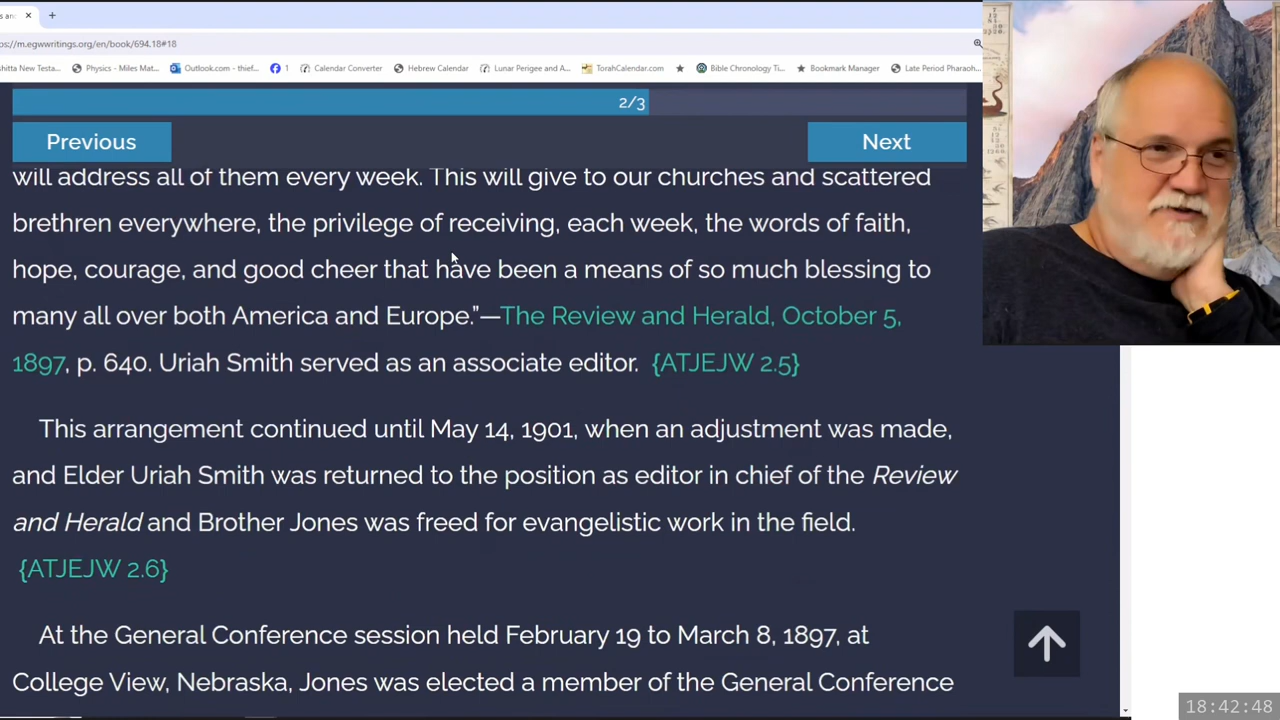 s and
ps://m.egwwritings.org/en/book/694.18#18
shitta New Testa...
Physics - Miles Mat...
Outlook.com - thief...
1
Calendar Converter
Hebrew Calendar
Lunar Perigee and A...
TorahCalendar.com
Bible Chronology Ti...
Bookmark Manager
Late Period Pharaoh...
2/3
Previous
Next
will address all of them every week. This will give to our churches and scattered
brethren everywhere, the privilege of receiving, each week, the words of faith,
hope, courage, and good cheer that have been a means of so much blessing to
many all over both America and Europe.”—The Review and Herald, October 5,
1897, p. 640. Uriah Smith served as an associate editor. {ATJEJW 2.5}
This arrangement continued until May 14, 1901, when an adjustment was made,
and Elder Uriah Smith was returned to the position as editor in chief of the Review
and Herald and Brother Jones was freed for evangelistic work in the field.
{ATJEJW 2.6}
At the General Conference session held February 19 to March 8, 1897, at
College View, Nebraska, Jones was elected a member of the General Conference
18:42:48